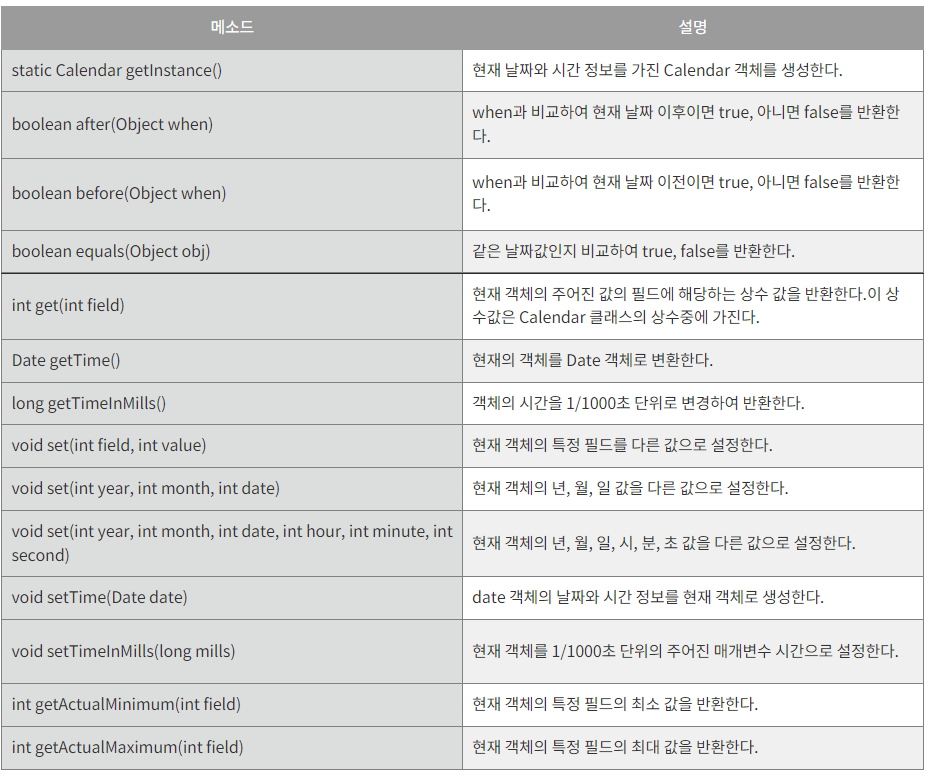 메소드
설명
static Calendar getInstance()
현재 날짜와 시간 정보를 가진 Calendar 객체를 생성한다.
boolean after(Object when)
when과 비교하여 현재 날짜 이후이면 true, 아니면 false를 반환한
다.
boolean before(Object when)
when과 비교하여 현재 날짜 이전이면 true, 아니면 false를 반환한
다.
boolean equals(Object obj)
같은 날짜값인지 비교하여 true, false를 반환한다.
int get(int field)
현재 객체의 주어진 값의 필드에 해당하는 상수 값을 반환한다.이 상
수값은 Calendar 클래스의 상수중에 가진다.
Date getTime()
현재의 객체를 Date 객체로 변환한다.
long getTimeInMills()
객체의 시간을 1/1000초 단위로 변경하여 반환한다.
void set(int field, int value)
현재 객체의 특정 필드를 다른 값으로 설정한다.
void set(int year, int month, int date)
현재 객체의 년, 월, 일 값을 다른 값으로 설정한다.
void set(int year, int month, int date, int hour, int minute, int
second)
현재 객체의 년, 월, 일, 시, 분, 초 값을 다른 값으로 설정한다.
void setTime(Date date)
date 객체의 날짜와 시간 정보를 현재 객체로 생성한다.
void setTimeInMills(long mills)
현재 객체를 1/1000초 단위의 주어진 매개변수 시간으로 설정한다.
int getActualMinimum(int field)
현재 객체의 특정 필드의 최소 값을 반환한다.
int getActualMaximum(int field)
현재 객체의 특정 필드의 최대 값을 반환한다.